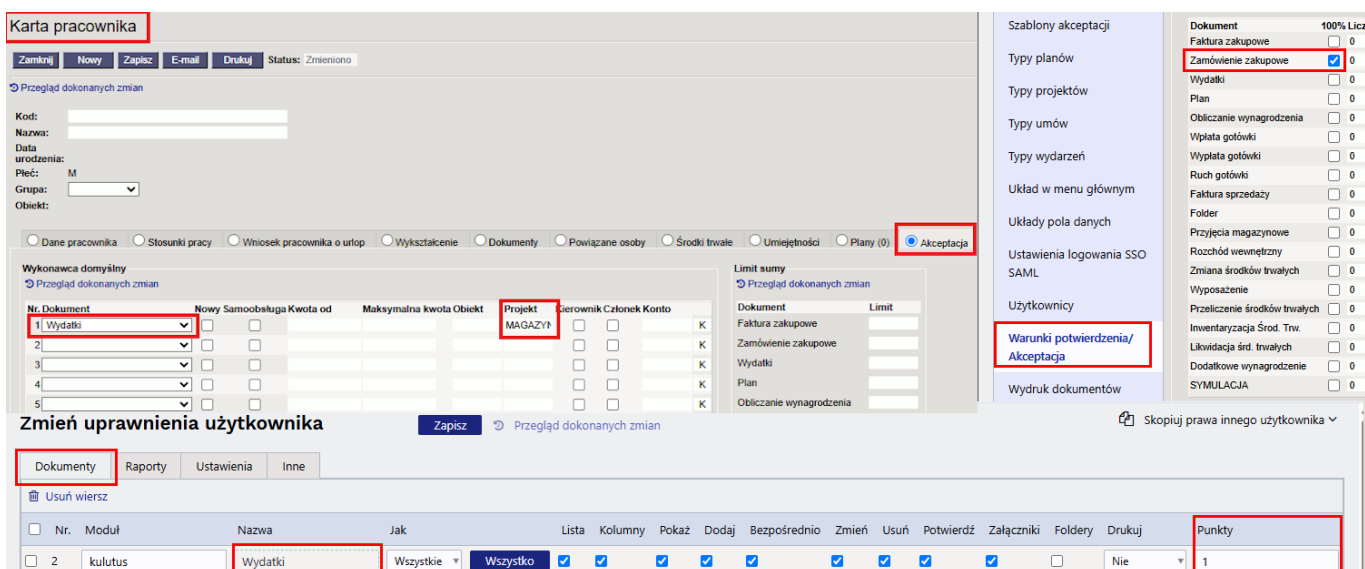 Karta pracownika
Zamknij Nowy Zapisz E-mail Drukuj Status: Zmieniono
Przegląd dokonanych zmian
Kod:
Nazwa:
Data
urodzenia:
Płeć: M
Grupa:
Obiekt:
Dane pracownika Stosunki pracy Wniosek pracownika o urlop Wykształcenie Dokumenty Powiązane osoby Środki trwałe Umiejętności Plany (0) Akceptacja
Wykonawca domyślny
Przegląd dokonanych zmian
Nr. Dokument Nowy Samoobsługa Kwota od Maksymalna kwota Obiekt Projekt Kierownik Członek Konto
1 Wydatki MAGAZYN K
2 K
3 K
4 K
5 K
Limit sumy
Przegląd dokonanych zmian
Dokument Limit
Faktura zakupowe
Zamówienie zakupowe
Wydatki
Plan
Obliczanie wynagrodzenia
Szablony akceptacji
Typy planów
Typy projektów
Typy umów
Typy wydarzeń
Układ w menu głównym
Układy pola danych
Ustawienia logowania SSO
SAML
Użytkownicy
Warunki potwierdzenia/
Akceptacja
Wydruk dokumentów
Dokument 100% Licz
Faktura zakupowe 0
Zamówienie zakupowe 0
Wydatki 0
Plan 0
Obliczanie wynagrodzenia 0
Wpłata gotówki 0
Wypłata gotówki 0
Ruch gotówki 0
Faktura sprzedaży 0
Folder 0
Przyjęcia magazynowe 0
Rozchód wewnętrzny 0
Zmiana środków trwałych 0
Wyposażenie 0
Przeliczenie środków trwałych 0
Inwentaryzacja Środ. Trw. 0
Likwidacja śrd. trwałych 0
Dodatkowe wynagrodzenie 0
SYMULACJA 0
Zmień uprawnienia użytkownika Zapisz Przegląd dokonanych zmian Skopiuj prawa innego użytkownika
Dokumenty Raporty Ustawienia Inne
Usuń wiersz
Nr. Moduł Nazwa Jak Lista Kolumny Pokaż Dodaj Bezpośrednio Zmień Usuń Potwierdź Załączniki Foldery Drukuj Punkty
2 kulutus Wydatki Wszystkie Wszystko Nie 1